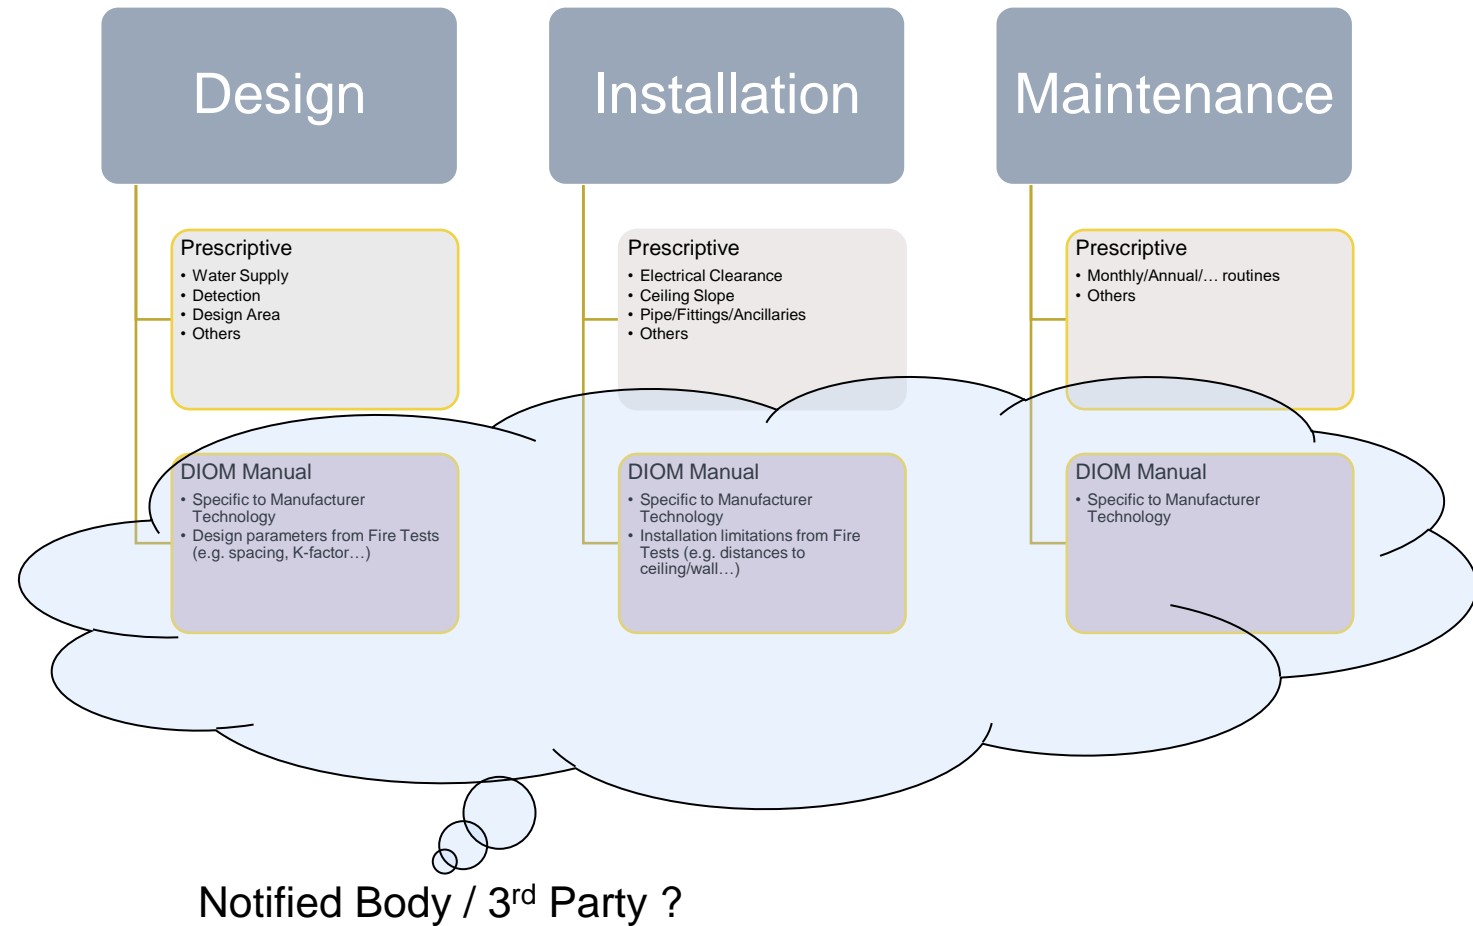 Design
Installation
Maintenance
Prescriptive
• Water Supply
• Detection
• Design Area
• Others
Prescriptive
• Electrical Clearance
• Ceiling Slope
• Pipe/Fittings/Ancillaries
• Others
Prescriptive
• Monthly/Annual/… routines
• Others
DIOM Manual
• Specific to Manufacturer
Technology
• Design parameters from Fire Tests
(e.g. spacing, K-factor…)
DIOM Manual
• Specific to Manufacturer
Technology
• Installation limitations from Fire
Tests (e.g. distances to
ceiling/wall…)
DIOM Manual
• Specific to Manufacturer
Technology
Notified Body / 3rd Party ?